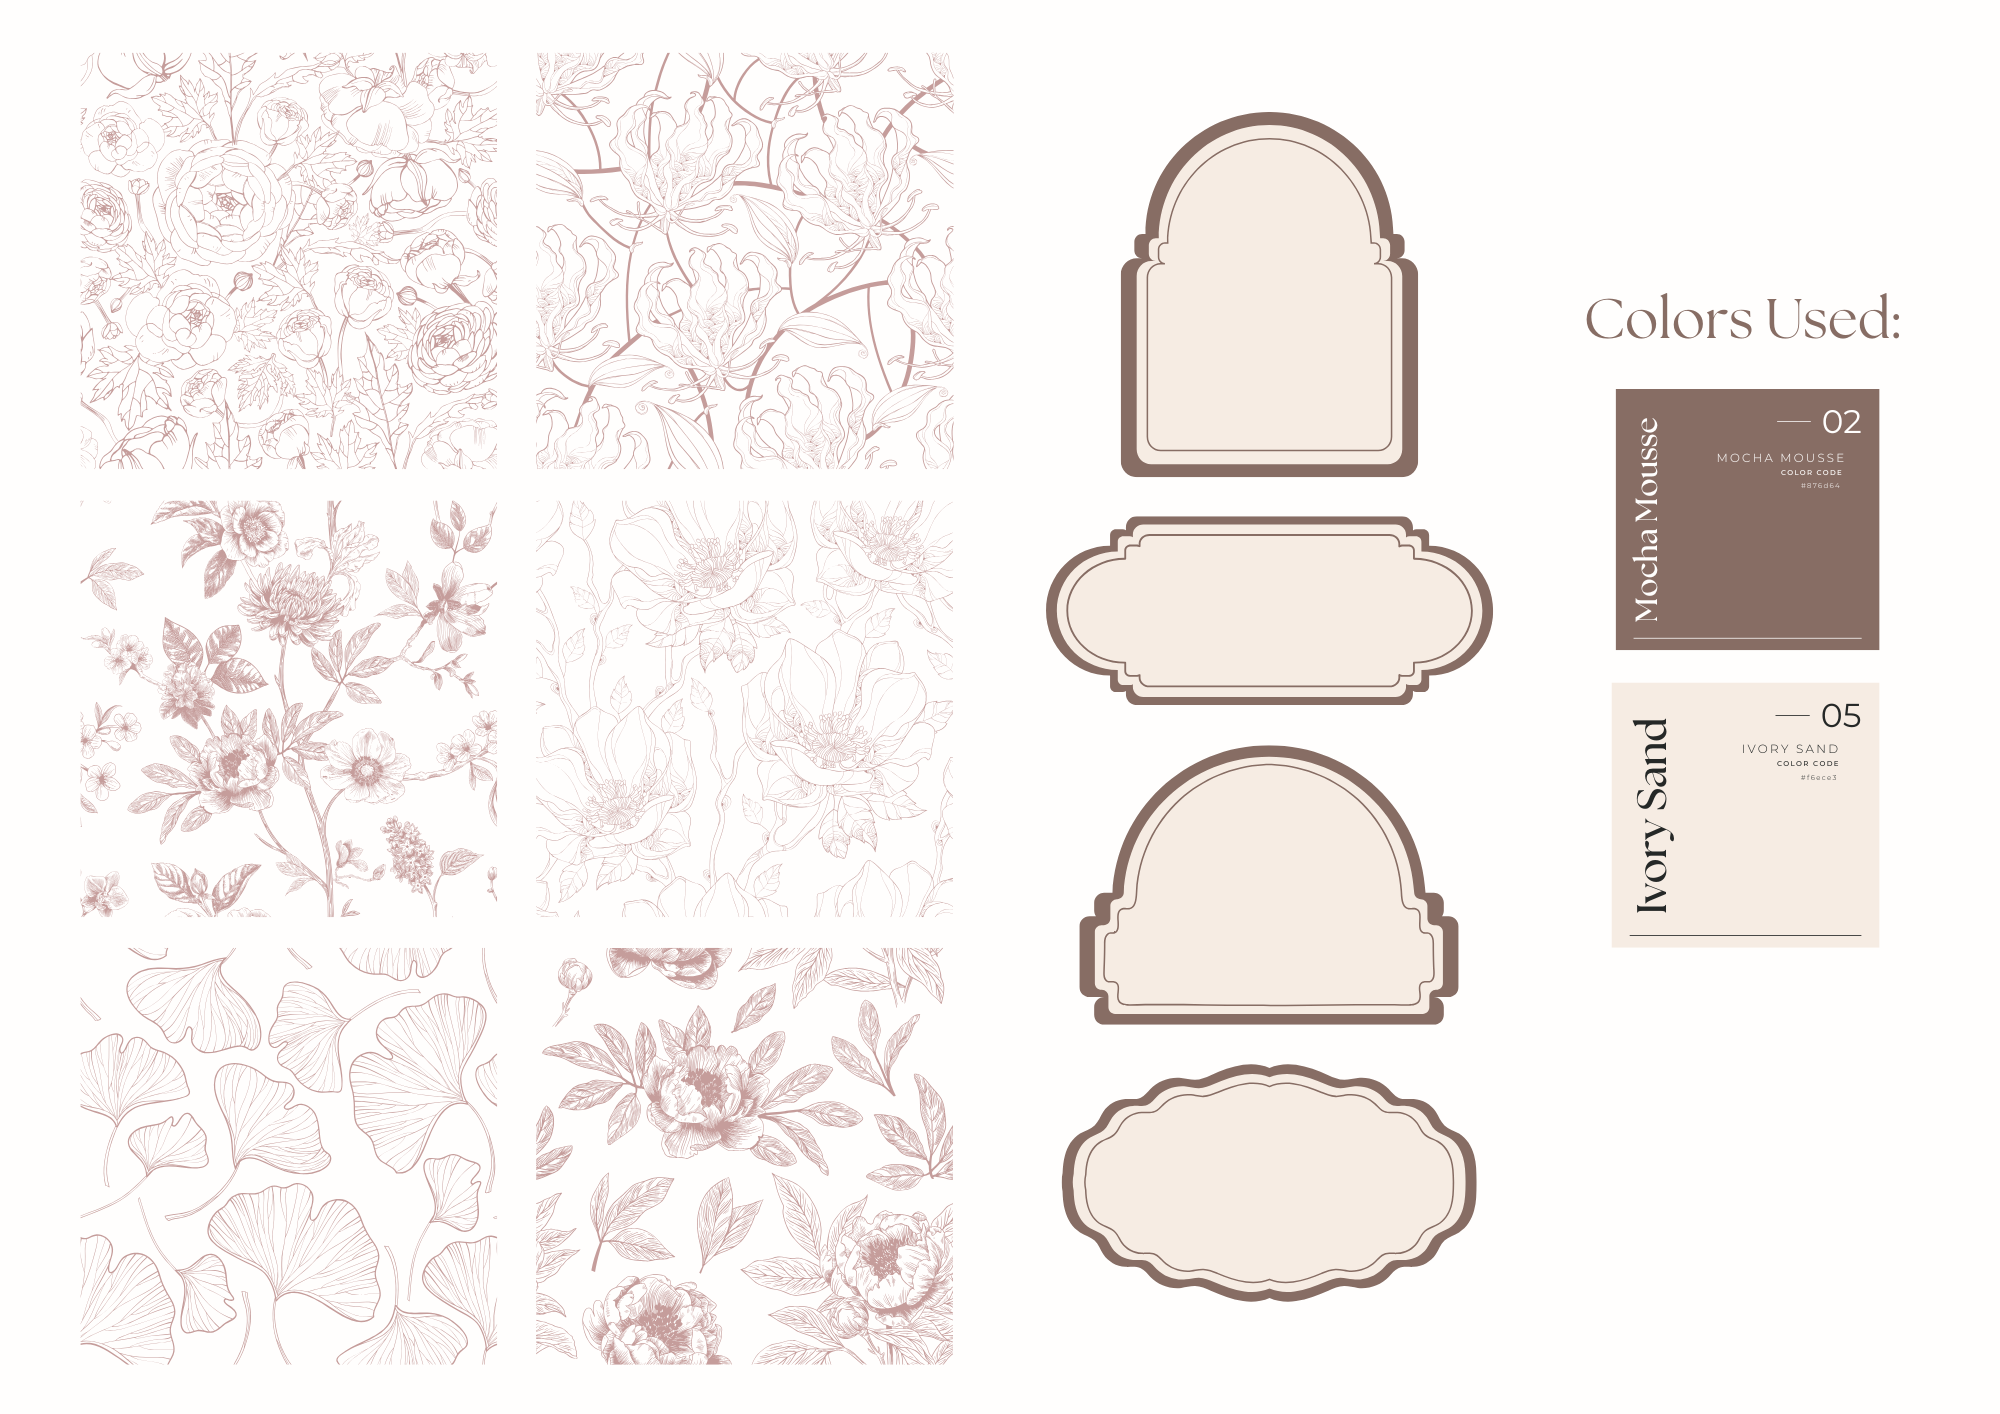 Colors Used:
Mocha Mousse
02
MOCHA MOUSSE
COLOR CODE
#876d64
Ivory Sand
05
IVORY SAND
COLOR CODE
#f6ece3